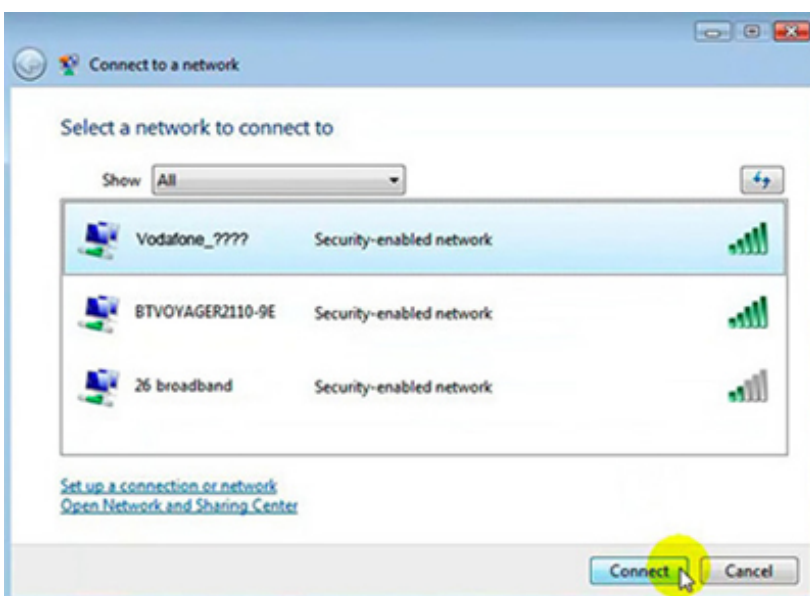 Connect to a network
Select a network to connect to
Show All
Vodafone_???? Security-enabled network
BTVOYAGER2110-9E Security-enabled network
26 broadband Security-enabled network
Set up a connection or network
Open Network and Sharing Center
Connect Cancel